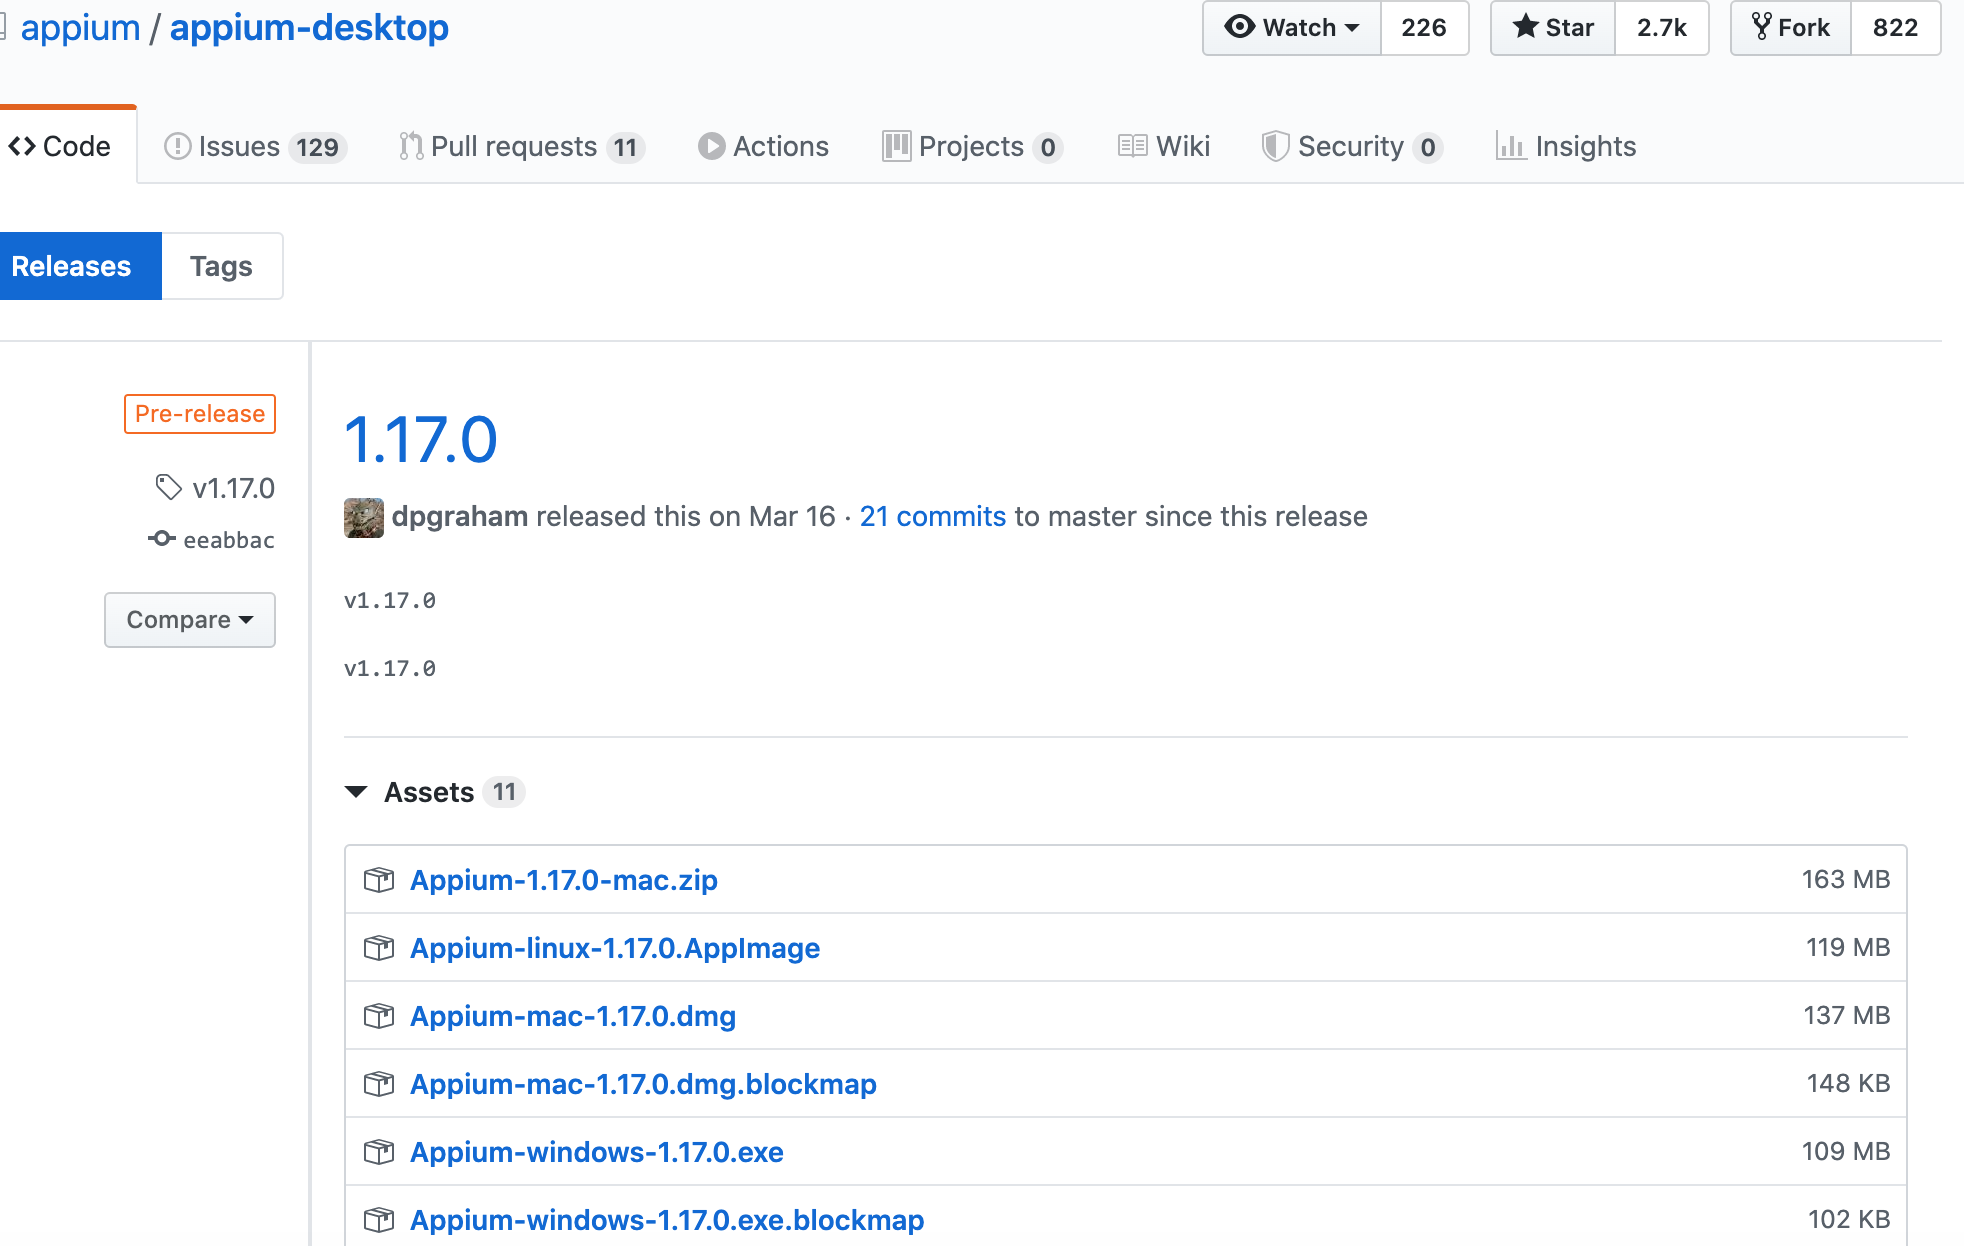 appium / appium-desktop
Watch 226 Star 2.7k Fork 822
Code Issues 129 Pull requests 11 Actions Projects 0 Wiki Security 0 Insights
Releases Tags
Pre-release
v1.17.0
eeabbac
Compare
1.17.0
dpgraham released this on Mar 16 · 21 commits to master since this release
v1.17.0
v1.17.0
Assets 11
Appium-1.17.0-mac.zip 163 MB
Appium-linux-1.17.0.AppImage 119 MB
Appium-mac-1.17.0.dmg 137 MB
Appium-mac-1.17.0.dmg.blockmap 148 KB
Appium-windows-1.17.0.exe 109 MB
Appium-windows-1.17.0.exe.blockmap 102 KB